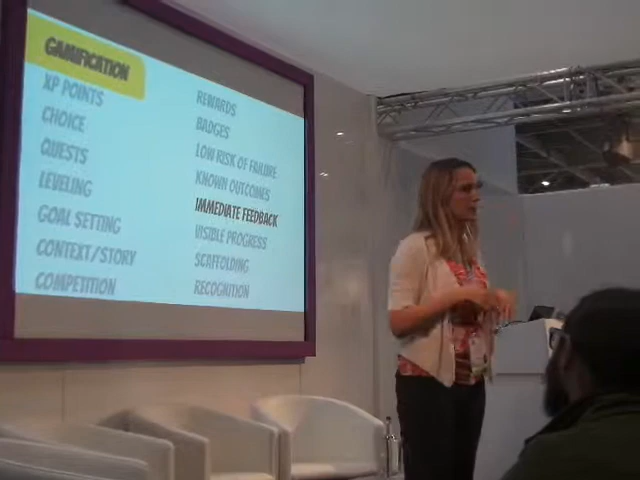 GAMIFICATION
XP POINTS
CHOICE
QUESTS
LEVELING
GOAL SETTING
CONTEXT/STORY
COMPETITION
REWARDS
BADGES
LOW RISK OF FAILURE
KNOWN OUTCOMES
IMMEDIATE FEEDBACK
VISIBLE PROGRESS
SCAFFOLDING
RECOGNITION